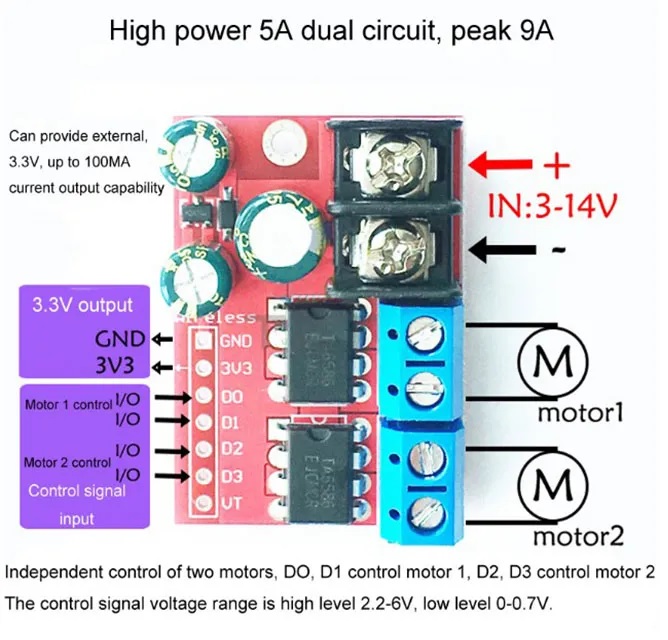 High power 5A dual circuit, peak 9A
Can provide external,
3.3V, up to 100MA
current output capability
+
IN:3-14V
-
3.3V output
GND
3V3
Motor 1 control I/O
I/O
I/O
Motor 2 control
I/O
Control signal
input
GND
3V3
D0
D1
D2
D3
VT
TA6586
TA6586
M
motor1
M
motor2
Independent control of two motors, DO, D1 control motor 1, D2, D3 control motor 2
The control signal voltage range is high level 2.2-6V, low level 0-0.7V.